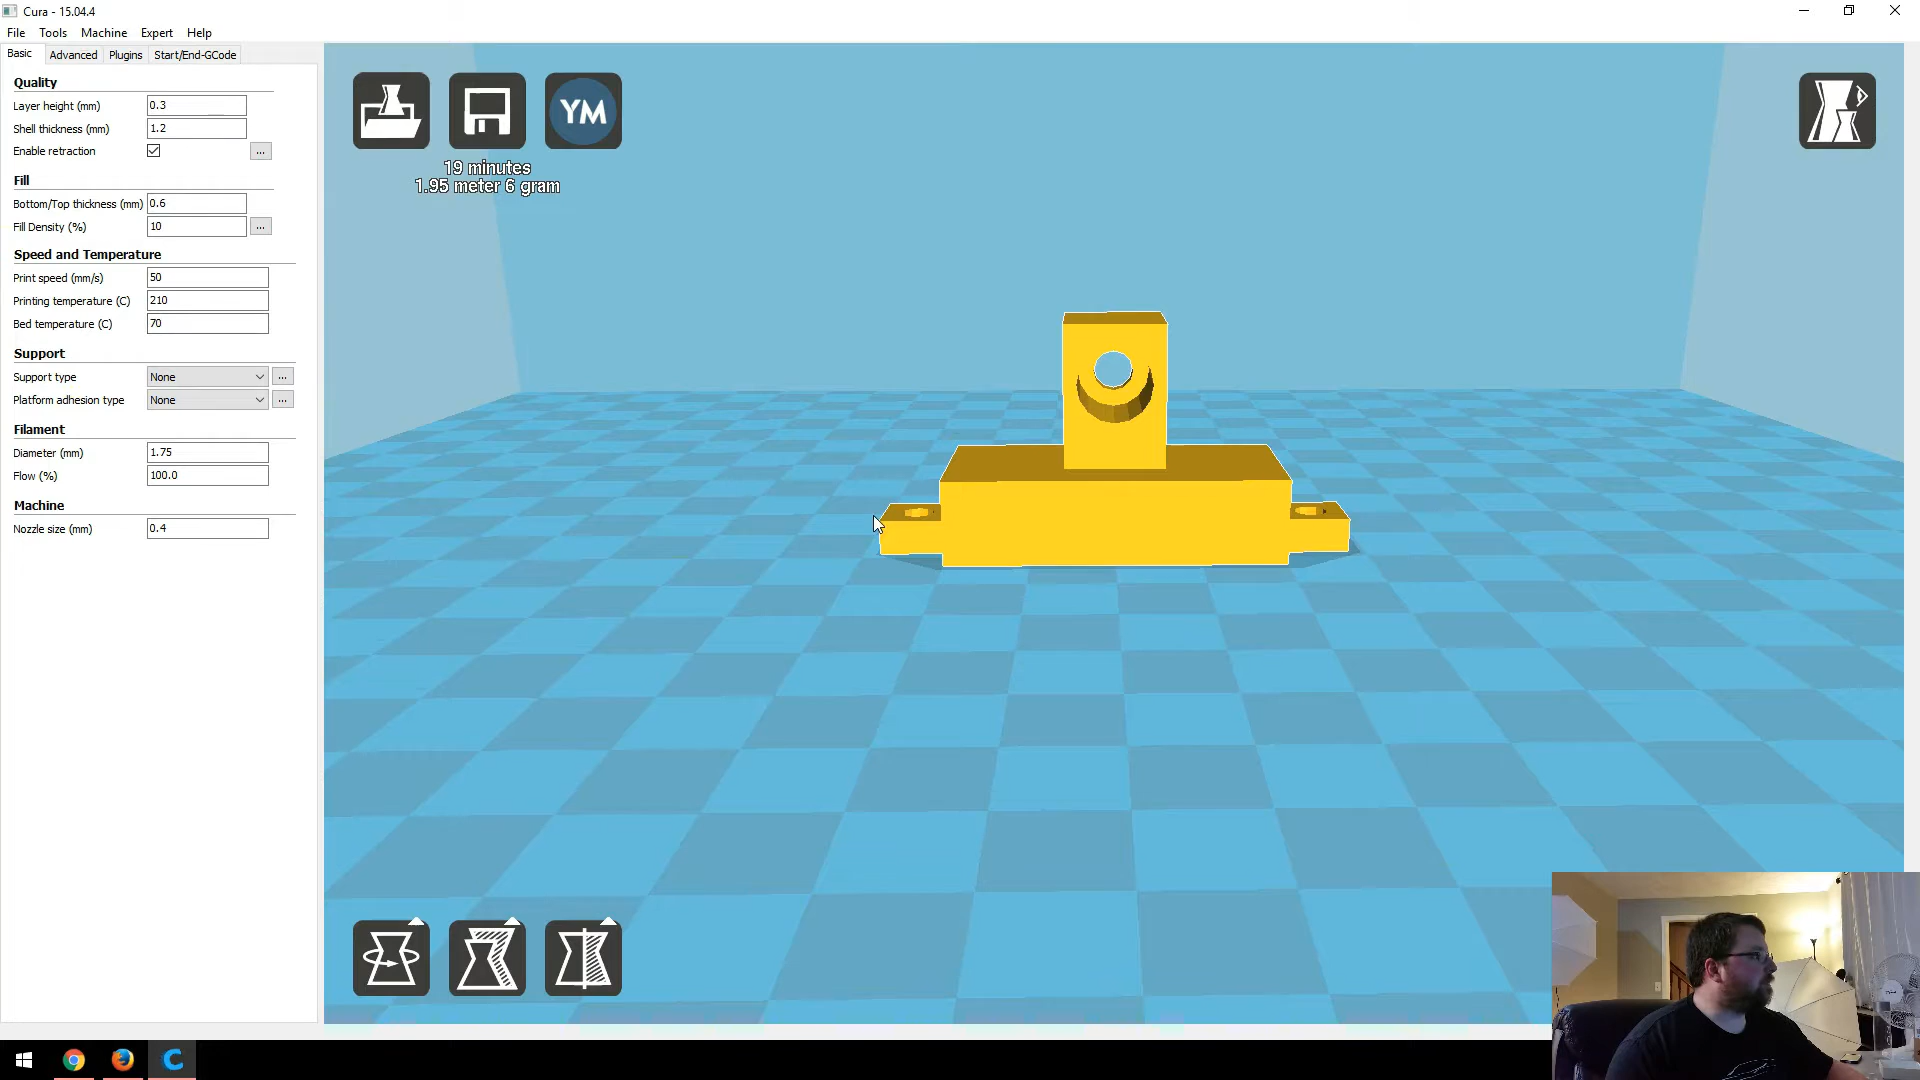 Cura - 15.04.4
File Tools Machine Expert Help
Basic Advanced Plugins Start/End-GCode
Quality
Layer height (mm) 0.3
Shell thickness (mm) 1.2
Enable retraction ...
Fill
Bottom/Top thickness (mm) 0.6
Fill Density (%) 10 ...
Speed and Temperature
Print speed (mm/s) 50
Printing temperature (C) 210
Bed temperature (C) 70
Support
Support type None ...
Platform adhesion type None ...
Filament
Diameter (mm) 1.75
Flow (%) 100.0
Machine
Nozzle size (mm) 0.4
YM
19 minutes
1.95 meter 6 gram